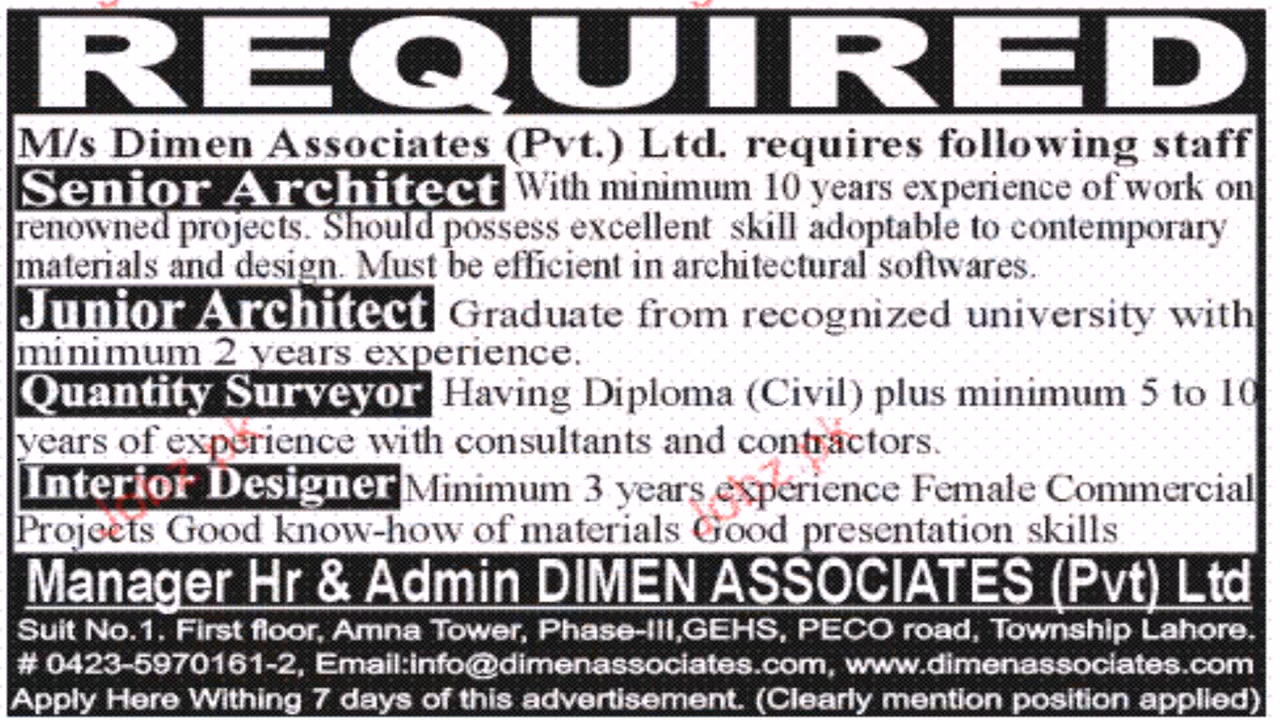 REQUIRED
M/s Dimen Associates (Pvt.) Ltd. requires following staff
Senior Architect With minimum 10 years experience of work on
renowned projects. Should possess excellent skill adoptable to contemporary
materials and design. Must be efficient in architectural softwares.
Junior Architect Graduate from recognized university with
minimum 2 years experience.
Quantity Surveyor Having Diploma (Civil) plus minimum 5 to 10
years of experience with consultants and contractors.
Interior Designer Minimum 3 years experience Female Commercial
Projects Good know-how of materials Good presentation skills
Jobz.pk
Jobz.pk
Manager Hr & Admin DIMEN ASSOCIATES (Pvt) Ltd
Suit No.1. First floor, Amna Tower, Phase-III,GEHS, PECO road, Township Lahore.
# 0423-5970161-2, Email:info@dimenassociates.com, www.dimenassociates.com
Apply Here Withing 7 days of this advertisement. (Clearly mention position applied)